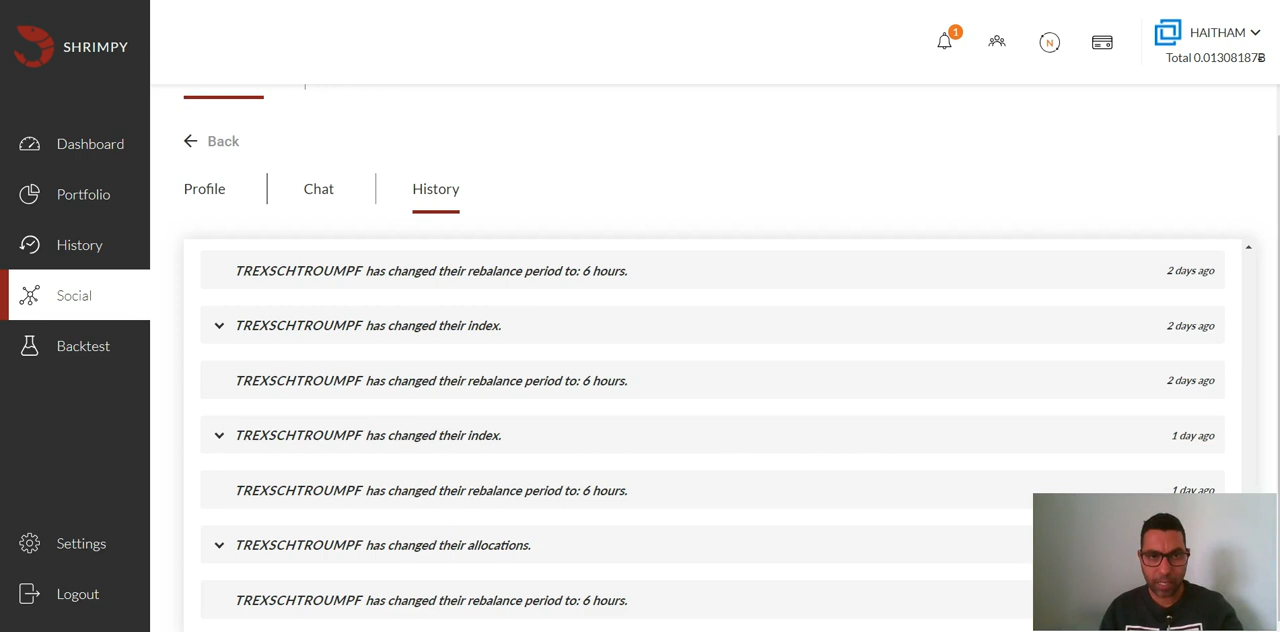 SHRIMPY
1
N
HAITHAM
Total 0.01308187₿
Dashboard
Portfolio
History
Social
Backtest
Settings
Logout
Back
Profile
Chat
History
TREXSCHTROUMPF has changed their rebalance period to: 6 hours. 2 days ago
TREXSCHTROUMPF has changed their index. 2 days ago
TREXSCHTROUMPF has changed their rebalance period to: 6 hours. 2 days ago
TREXSCHTROUMPF has changed their index. 1 day ago
TREXSCHTROUMPF has changed their rebalance period to: 6 hours. 1 day ago
TREXSCHTROUMPF has changed their allocations.
TREXSCHTROUMPF has changed their rebalance period to: 6 hours.